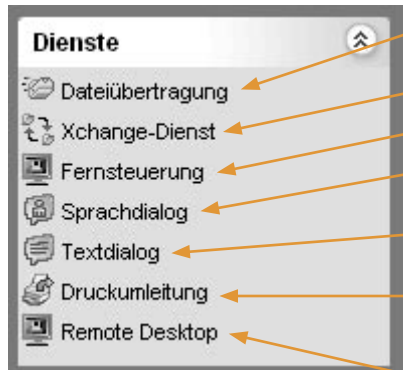 Dienste
Dateiübertragung
Xchange-Dienst
Fernsteuerung
Sprachdialog
Textdialog
Druckumleitung
Remote Desktop